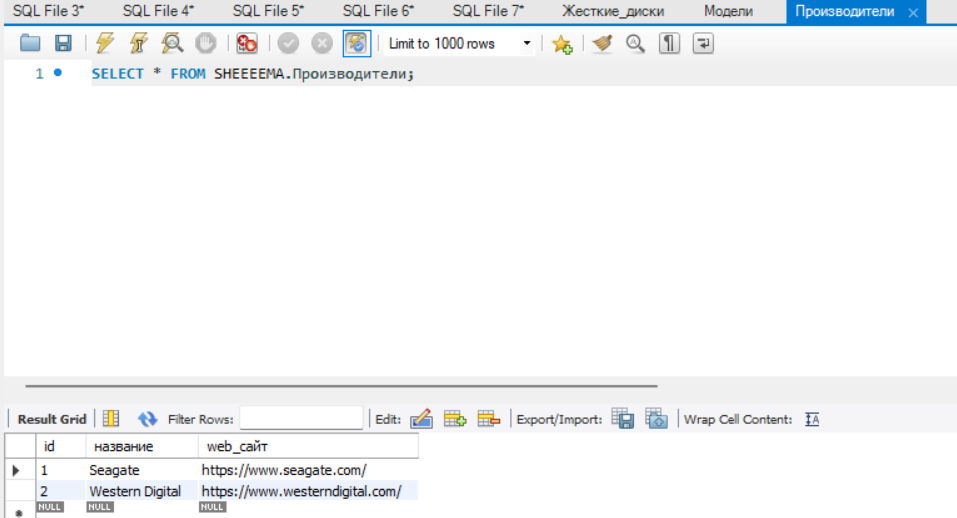 SQL File 3* SQL File 4* SQL File 5* SQL File 6* SQL File 7* Жесткие_диски Модели Производители
Limit to 1000 rows
1 SELECT * FROM SHEEEEMA.Производители;
Result Grid Filter Rows: Edit: Export/Import: Wrap Cell Content:
id название web_сайт
1 Seagate https://www.seagate.com/
2 Western Digital https://www.westerndigital.com/
NULL NULL NULL